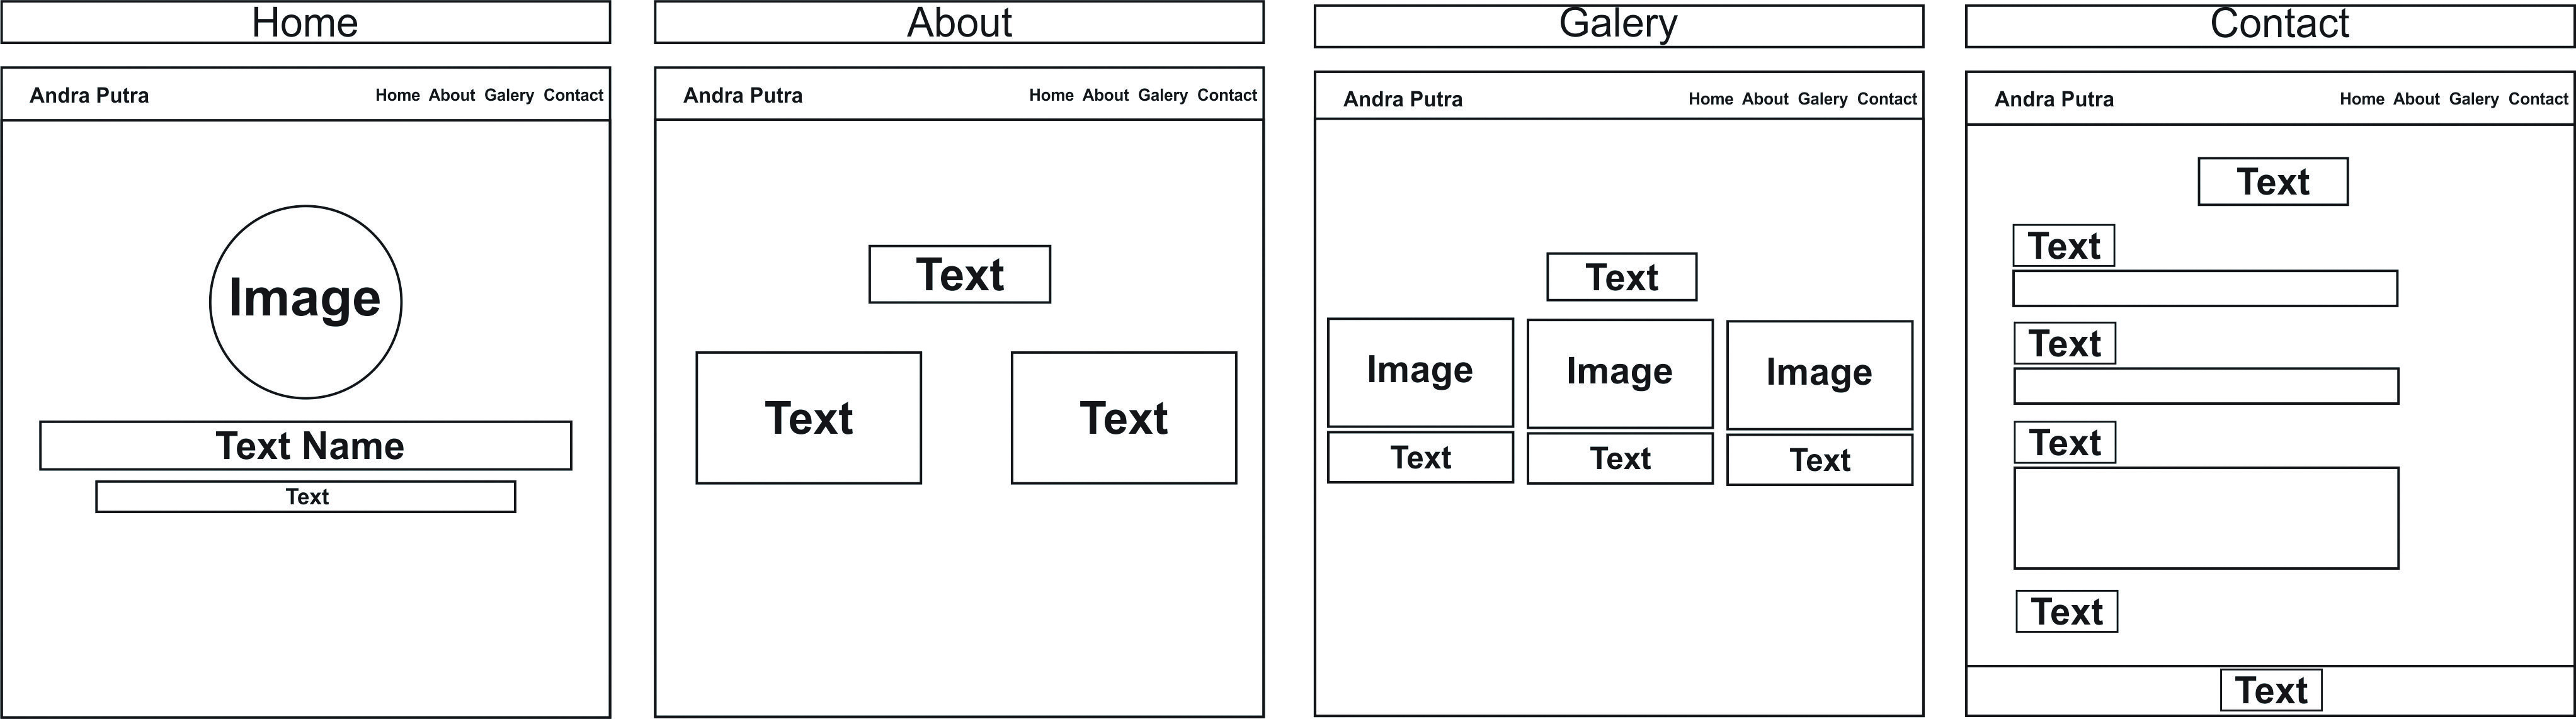 Home
Andra Putra
Home About Galery Contact
Image
Text Name
Text
About
Andra Putra
Home About Galery Contact
Text
Text Text
Galery
Andra Putra
Home About Galery Contact
Text
Image Image Image
Text Text Text
Contact
Andra Putra
Home About Galery Contact
Text
Text
Text
Text
Text
Text